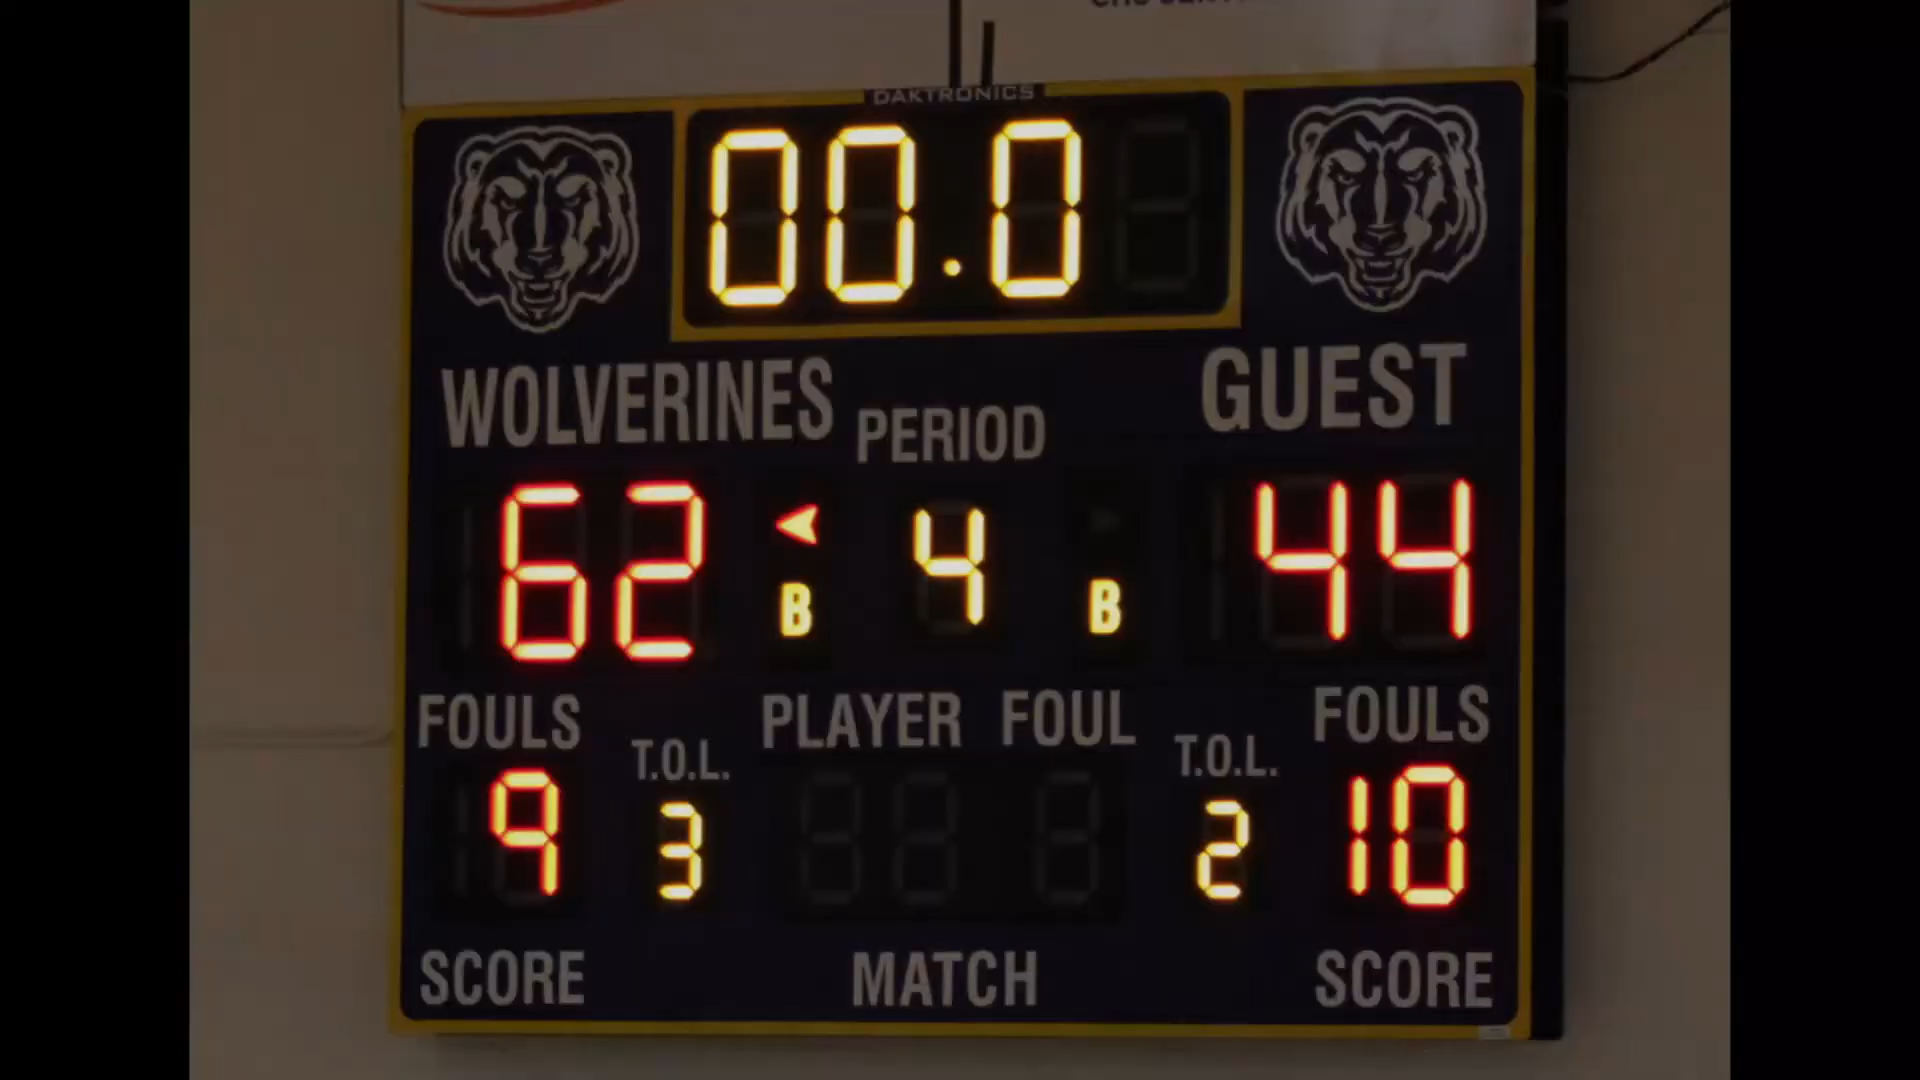 DAKTRONICS
00.0
WOLVERINES PERIOD GUEST
62 4 44
B B
FOULS PLAYER FOUL FOULS
T.O.L. T.O.L.
9 3 2 10
SCORE MATCH SCORE